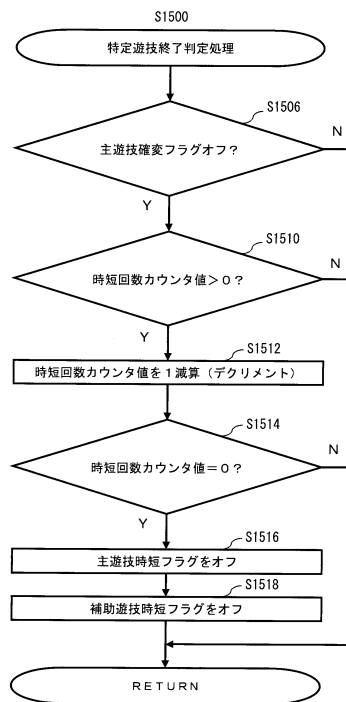 S1500
特定遊技終了判定処理
S1506
主遊技確変フラグオフ?
N
Y
S1510
時短回数カウンタ値>0?
N
Y
S1512
時短回数カウンタ値を1減算(デクリメント)
S1514
時短回数カウンタ値=0?
N
Y
S1516
主遊技時短フラグをオフ
S1518
補助遊技時短フラグをオフ
RETURN